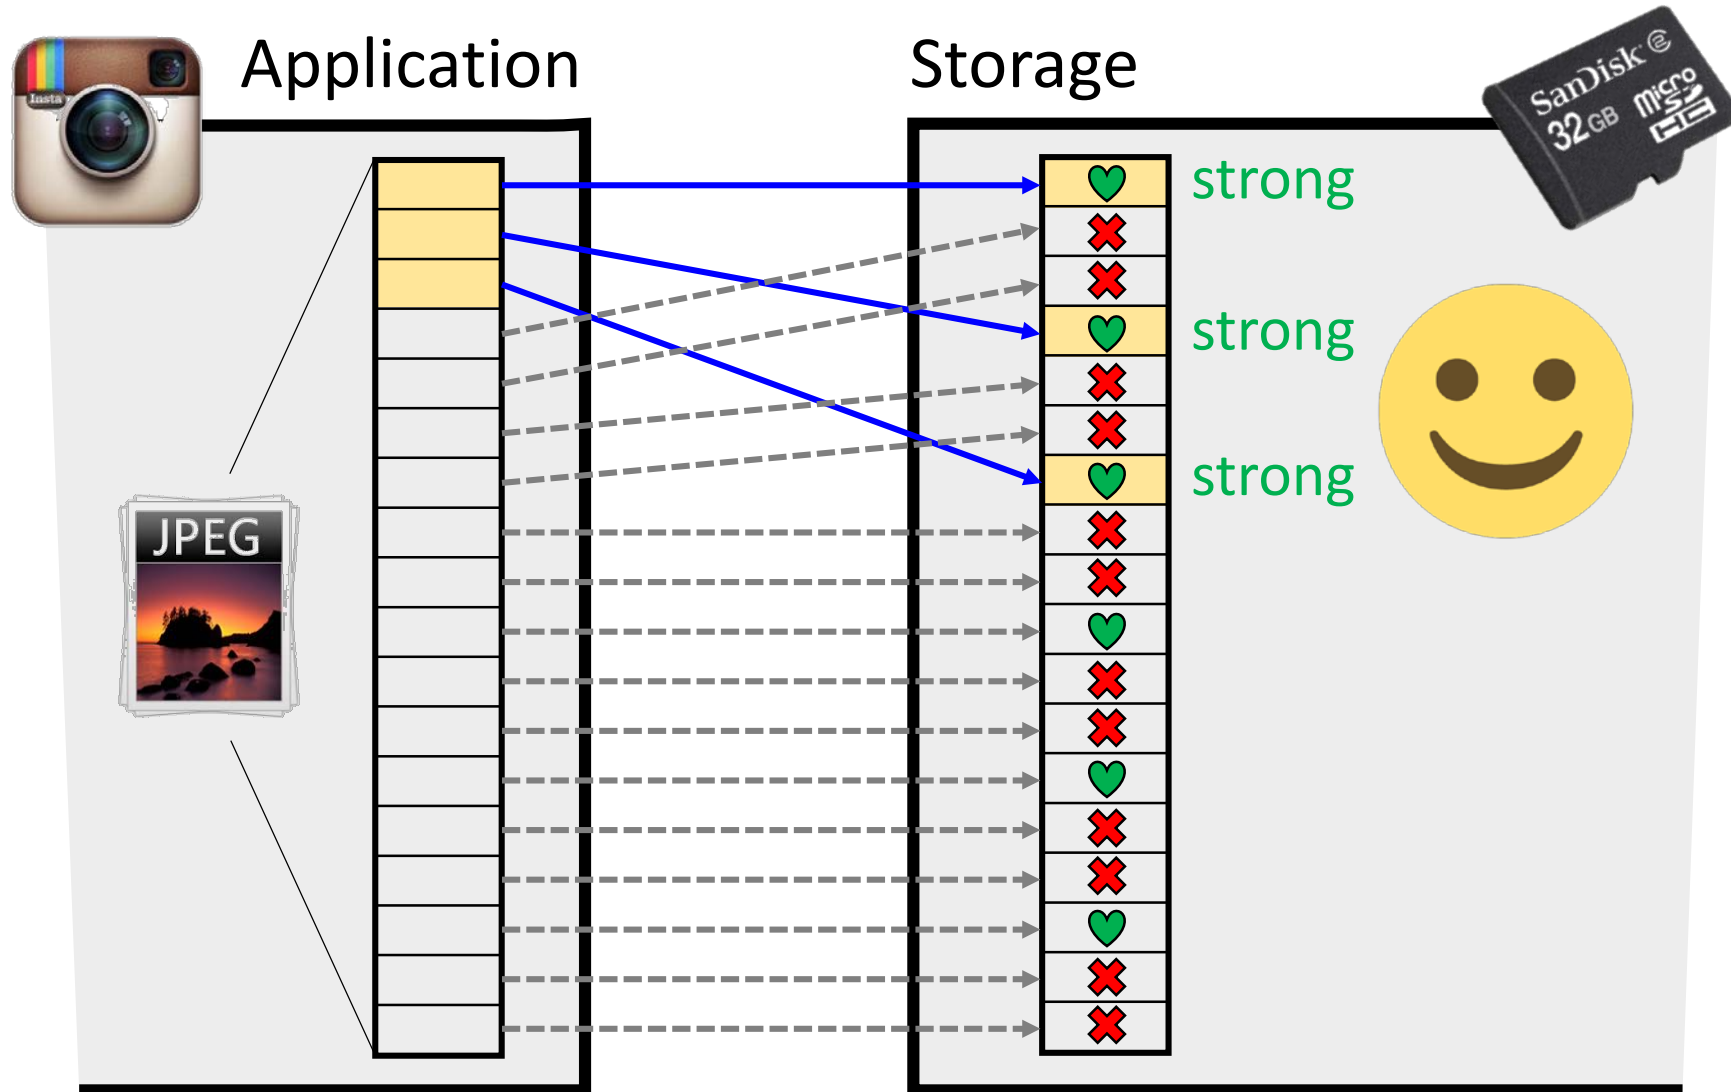 Application
Storage
Insta
SanDisk
32GB
micro
SD
HC
strong
strong
strong
JPEG